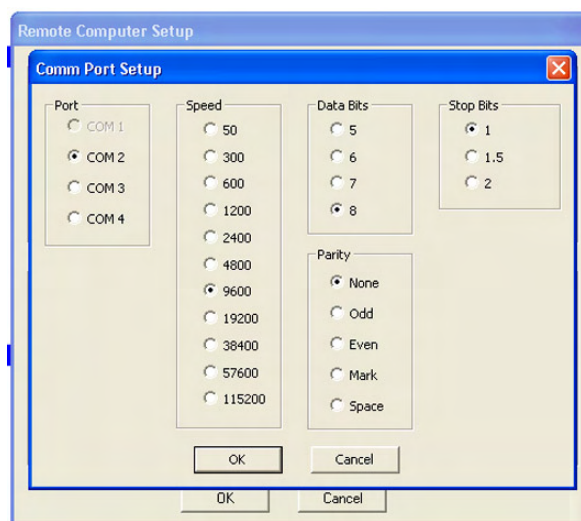 Remote Computer Setup
Comm Port Setup
Port
COM 1
COM 2
COM 3
COM 4
Speed
50
300
600
1200
2400
4800
9600
19200
38400
57600
115200
Data Bits
5
6
7
8
Parity
None
Odd
Even
Mark
Space
Stop Bits
1
1.5
2
OK
Cancel
OK
Cancel